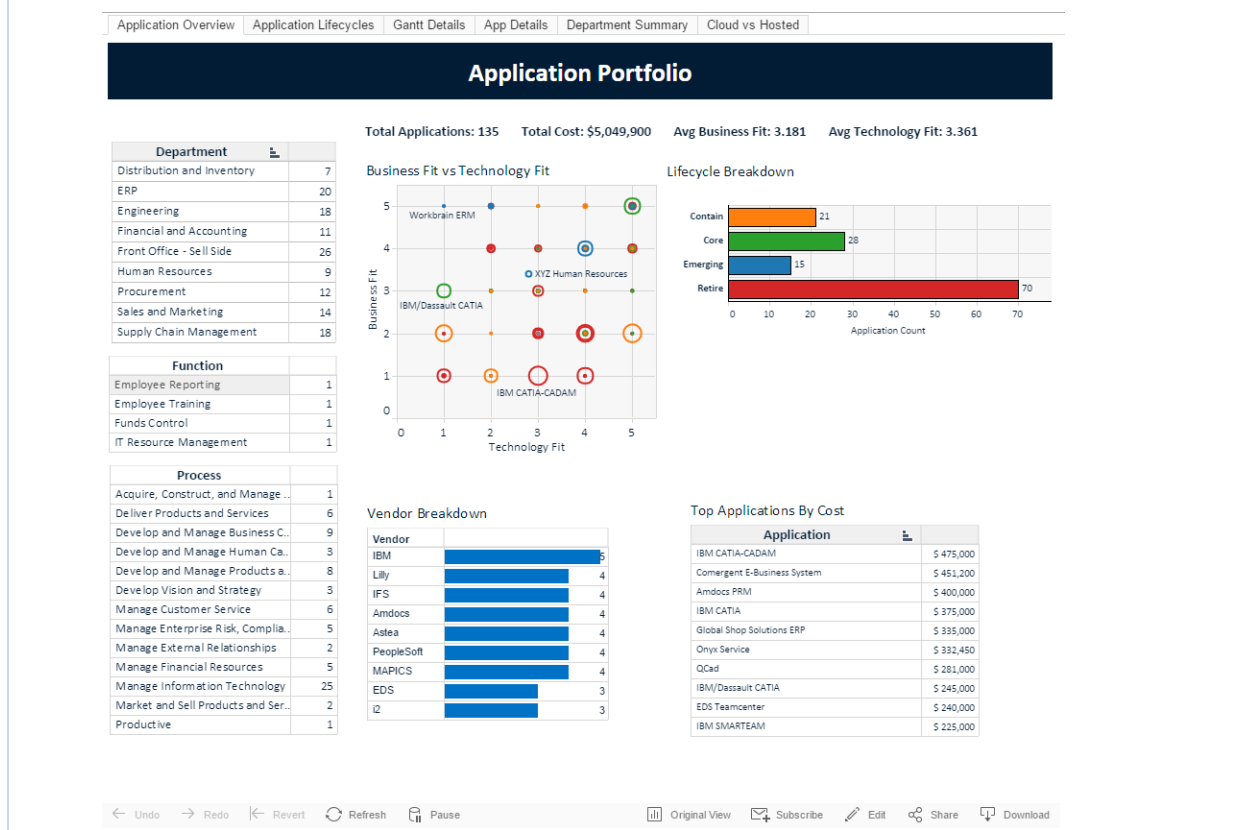 Application Overview Application Lifecycles Gantt Details App Details Department Summary Cloud vs Hosted
Application Portfolio
Total Applications: 135 Total Cost: $5,049,900 Avg Business Fit: 3.181 Avg Technology Fit: 3.361
Department
Distribution and Inventory 7
ERP 20
Engineering 18
Financial and Accounting 11
Front Office - Sell Side 26
Human Resources 9
Procurement 12
Sales and Marketing 14
Supply Chain Management 18
Function
Employee Reporting 1
Employee Training 1
Funds Control 1
IT Resource Management 1
Process
Acquire, Construct, and Manage .. 1
Deliver Products and Services 6
Develop and Manage Business C.. 9
Develop and Manage Human Ca.. 3
Develop and Manage Products a.. 8
Develop Vision and Strategy 3
Manage Customer Service 6
Manage Enterprise Risk, Complia.. 5
Manage External Relationships 2
Manage Financial Resources 5
Manage Information Technology 25
Market and Sell Products and Ser.. 2
Productive 1
Business Fit vs Technology Fit
Business Fit
5
4
3
2
1
0
Workbrain ERM
XYZ Human Resources
IBM/Dassault CATIA
IBM CATIA-CADAM
0 1 2 3 4 5
Technology Fit
Lifecycle Breakdown
Contain 21
Core 28
Emerging 15
Retire 70
0 10 20 30 40 50 60 70
Application Count
Vendor Breakdown
Vendor
IBM 5
Lilly 4
IFS 4
Amdocs 4
Astea 4
PeopleSoft 4
MAPICS 4
EDS 3
i2 3
Top Applications By Cost
Application
IBM CATIA-CADAM $ 475,000
Comergent E-Business System $ 451,200
Amdocs PRM $ 400,000
IBM CATIA $ 375,000
Global Shop Solutions ERP $ 335,000
Onyx Service $ 332,450
QCad $ 281,000
IBM/Dassault CATIA $ 245,000
EDS Teamcenter $ 240,000
IBM SMARTEAM $ 225,000
Undo Redo Revert Refresh Pause Original View Subscribe Edit Share Download